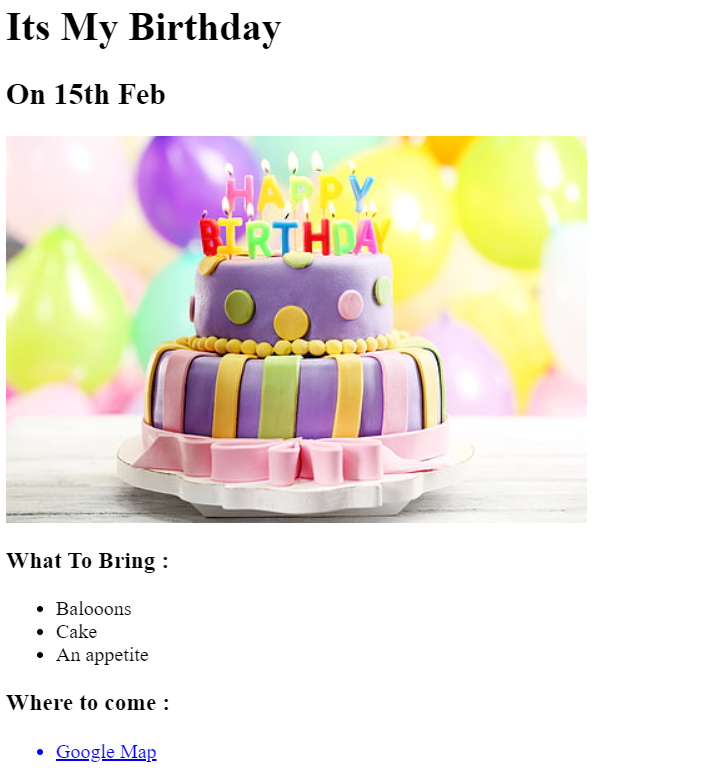 Its My Birthday
On 15th Feb
HAPPY
BIRTHDAY
What To Bring :
Balooons
Cake
An appetite
Where to come :
Google Map